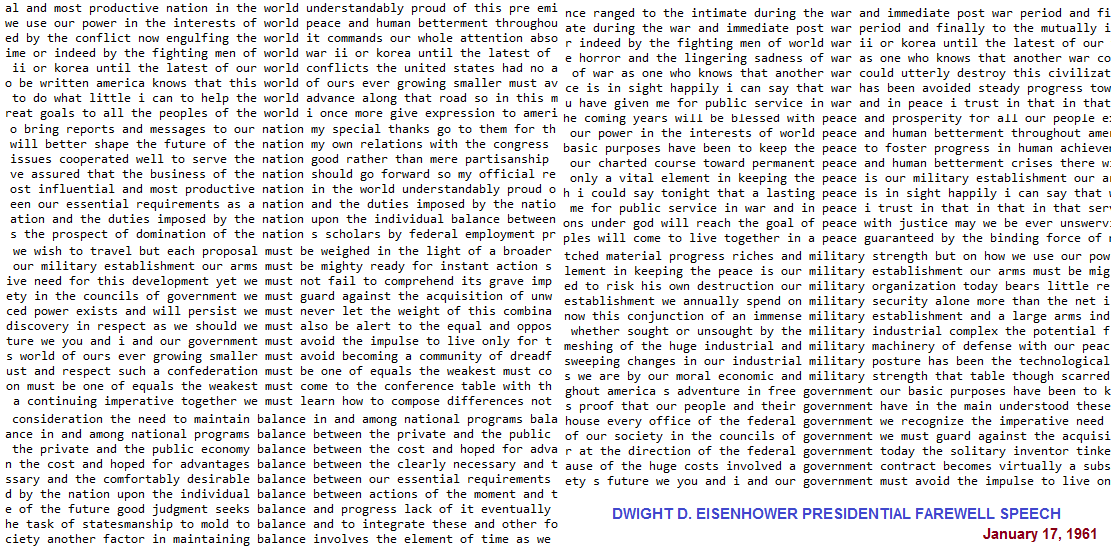 al and most productive nation in the world understandably proud of this pre emi
we use our power in the interests of world peace and human betterment throughou
ed by the conflict now engulfing the world it commands our whole attention abso
ime or indeed by the fighting men of world war ii or korea until the latest of
ii or korea until the latest of our world conflicts the united states had no a
o be written america knows that this world of ours ever growing smaller must av
to do what little i can to help the world advance along that road so in this m
reat goals to all the peoples of the world i once more give expression to ameri
o bring reports and messages to our nation my special thanks go to them for th
will better shape the future of the nation my own relations with the congress
issues cooperated well to serve the nation good rather than mere partisanship
ve assured that the business of the nation should go forward so my official re
ost influential and most productive nation in the world understandably proud o
een our essential requirements as a nation and the duties imposed by the natio
ation and the duties imposed by the nation upon the individual balance between
s the prospect of domination of the nation s scholars by federal employment pr
we wish to travel but each proposal must be weighed in the light of a broader
our military establishment our arms must be mighty ready for instant action s
ive need for this development yet we must not fail to comprehend its grave imp
ety in the councils of government we must guard against the acquisition of unw
ced power exists and will persist we must never let the weight of this combina
discovery in respect as we should we must also be alert to the equal and oppos
ture we you and i and our government must avoid the impulse to live only for t
s world of ours ever growing smaller must avoid becoming a community of dreadf
ust and respect such a confederation must be one of equals the weakest must co
on must be one of equals the weakest must come to the conference table with th
a continuing imperative together we must learn how to compose differences not
consideration the need to maintain balance in and among national programs bala
ance in and among national programs balance between the private and the public
the private and the public economy balance between the cost and hoped for adva
n the cost and hoped for advantages balance between the clearly necessary and t
ssary and the comfortably desirable balance between our essential requirements
d by the nation upon the individual balance between actions of the moment and t
e of the future good judgment seeks balance and progress lack of it eventually
he task of statesmanship to mold to balance and to integrate these and other fo
ciety another factor in maintaining balance involves the element of time as we
nce ranged to the intimate during the war and immediate post war period and fi
ate during the war and immediate post war period and finally to the mutually i
r indeed by the fighting men of world war ii or korea until the latest of our
e horror and the lingering sadness of war as one who knows that another war co
of war as one who knows that another war could utterly destroy this civilizat
ce is in sight happily i can say that war has been avoided steady progress tow
u have given me for public service in war and in peace i trust in that in that
he coming years will be blessed with peace and prosperity for all our people e
our power in the interests of world peace and human betterment throughout ame
basic purposes have been to keep the peace to foster progress in human achieve
our charted course toward permanent peace and human betterment crises there w
only a vital element in keeping the peace is our military establishment our a
h i could say tonight that a lasting peace is in sight happily i can say that
me for public service in war and in peace i trust in that in that in that ser
ons under god will reach the goal of peace with justice may we be ever unswerv
ples will come to live together in a peace guaranteed by the binding force of
tched material progress riches and military strength but on how we use our pow
lement in keeping the peace is our military establishment our arms must be mig
ed to risk his own destruction our military organization today bears little re
establishment we annually spend on military security alone more than the net i
now this conjunction of an immense military establishment and a large arms ind
whether sought or unsought by the military industrial complex the potential f
meshing of the huge industrial and military machinery of defense with our peac
sweeping changes in our industrial military posture has been the technological
s we are by our moral economic and military strength that table though scarred
ghout america s adventure in free government our basic purposes have been to k
s proof that our people and their government have in the main understood these
house every office of the federal government we recognize the imperative need
of our society in the councils of government we must guard against the acquisi
r at the direction of the federal government today the solitary inventor tinke
ause of the huge costs involved a government contract becomes virtually a subs
ety s future we you and i and our government must avoid the impulse to live on
DWIGHT D. EISENHOWER PRESIDENTIAL FAREWELL SPEECH
January 17, 1961